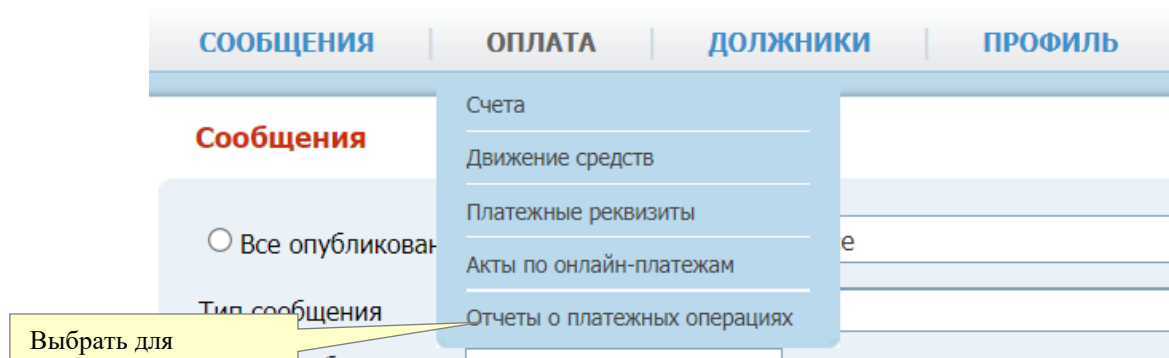 СООБЩЕНИЯ ОПЛАТА ДОЛЖНИКИ ПРОФИЛЬ
Счета
Сообщения
Движение средств
Платежные реквизиты
Все опубликован е
Акты по онлайн-платежам
Тип сообщения
Отчеты о платежных операциях
Выбрать для